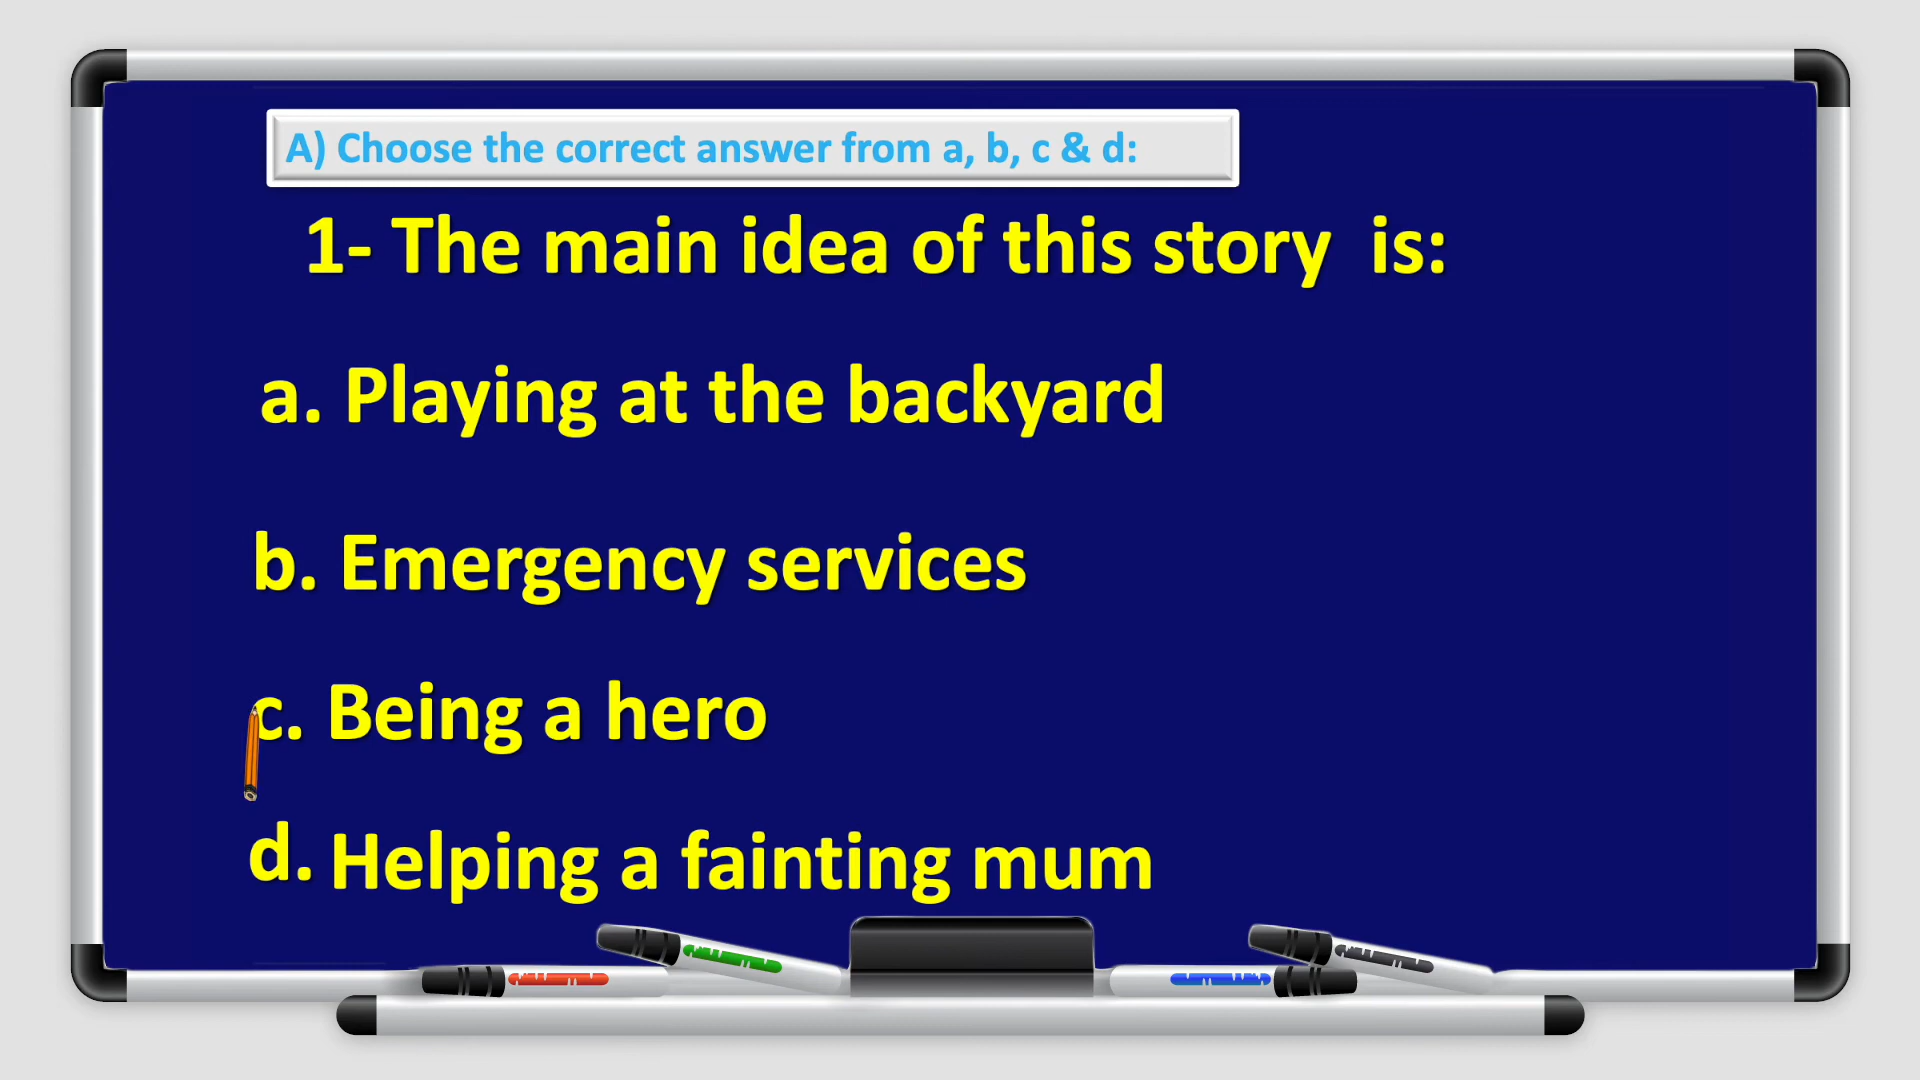 A) Choose the correct answer from a, b, c & d:
1- The main idea of this story is:
a. Playing at the backyard
b. Emergency services
c. Being a hero
d. Helping a fainting mum